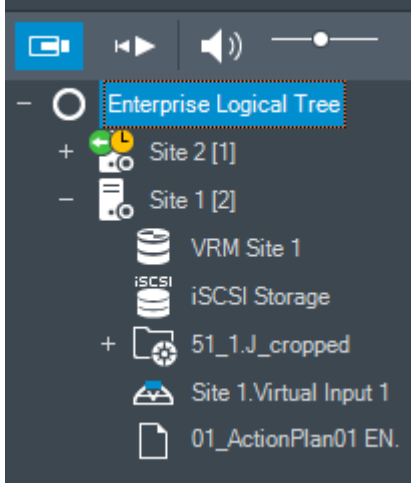 Enterprise Logical Tree
Site 2 [1]
Site 1 [2]
VRM Site 1
iSCSI
iSCSI Storage
51_1.J_cropped
Site 1.Virtual Input 1
01_ActionPlan01 EN.